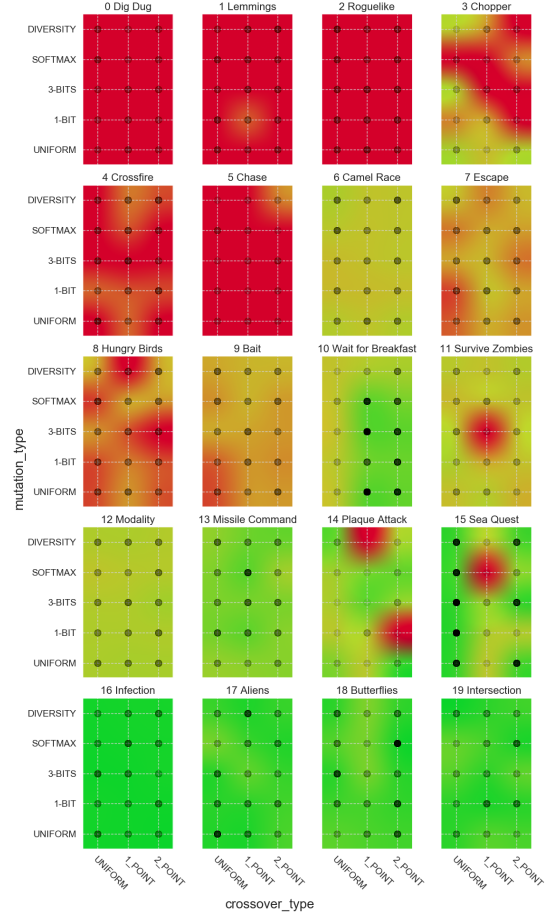 0 Dig Dug
1 Lemmings
2 Roguelike
3 Chopper
DIVERSITY
SOFTMAX
3-BITS
1-BIT
UNIFORM
4 Crossfire
5 Chase
6 Camel Race
7 Escape
DIVERSITY
SOFTMAX
3-BITS
1-BIT
UNIFORM
8 Hungry Birds
9 Bait
10 Wait for Breakfast
11 Survive Zombies
DIVERSITY
SOFTMAX
3-BITS
1-BIT
UNIFORM
mutation_type
12 Modality
13 Missile Command
14 Plaque Attack
15 Sea Quest
DIVERSITY
SOFTMAX
3-BITS
1-BIT
UNIFORM
16 Infection
17 Aliens
18 Butterflies
19 Intersection
DIVERSITY
SOFTMAX
3-BITS
1-BIT
UNIFORM
UNIFORM
1_POINT
2_POINT
UNIFORM
1_POINT
2_POINT
UNIFORM
1_POINT
2_POINT
UNIFORM
1_POINT
2_POINT
crossover_type